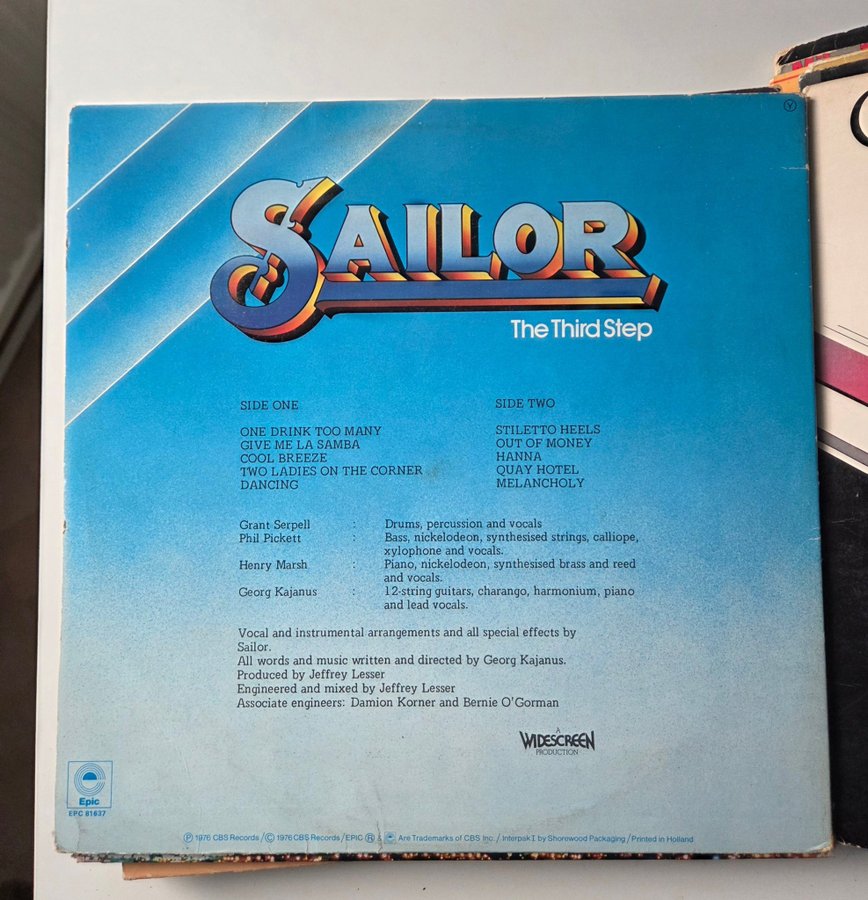 Y
SAILOR
The Third Step
SIDE ONE
ONE DRINK TOO MANY
GIVE ME LA SAMBA
COOL BREEZE
TWO LADIES ON THE CORNER
DANCING
SIDE TWO
STILETTO HEELS
OUT OF MONEY
HANNA
QUAY HOTEL
MELANCHOLY
Grant Serpell : Drums, percussion and vocals
Phil Pickett : Bass, nickelodeon, synthesised strings, calliope,
xylophone and vocals.
Henry Marsh : Piano, nickelodeon, synthesised brass and reed
and vocals.
Georg Kajanus : 12-string guitars, charango, harmonium, piano
and lead vocals.
Vocal and instrumental arrangements and all special effects by
Sailor.
All words and music written and directed by Georg Kajanus.
Produced by Jeffrey Lesser
Engineered and mixed by Jeffrey Lesser
Associate engineers: Damion Korner and Bernie O'Gorman
A
WIDESCREEN
PRODUCTION
Epic
EPC 81637
Ⓟ 1976 CBS Records / Ⓒ 1976 CBS Records / EPIC ® & Are Trademarks of CBS Inc. / Interpak I by Shorewood Packaging / Printed in Holland